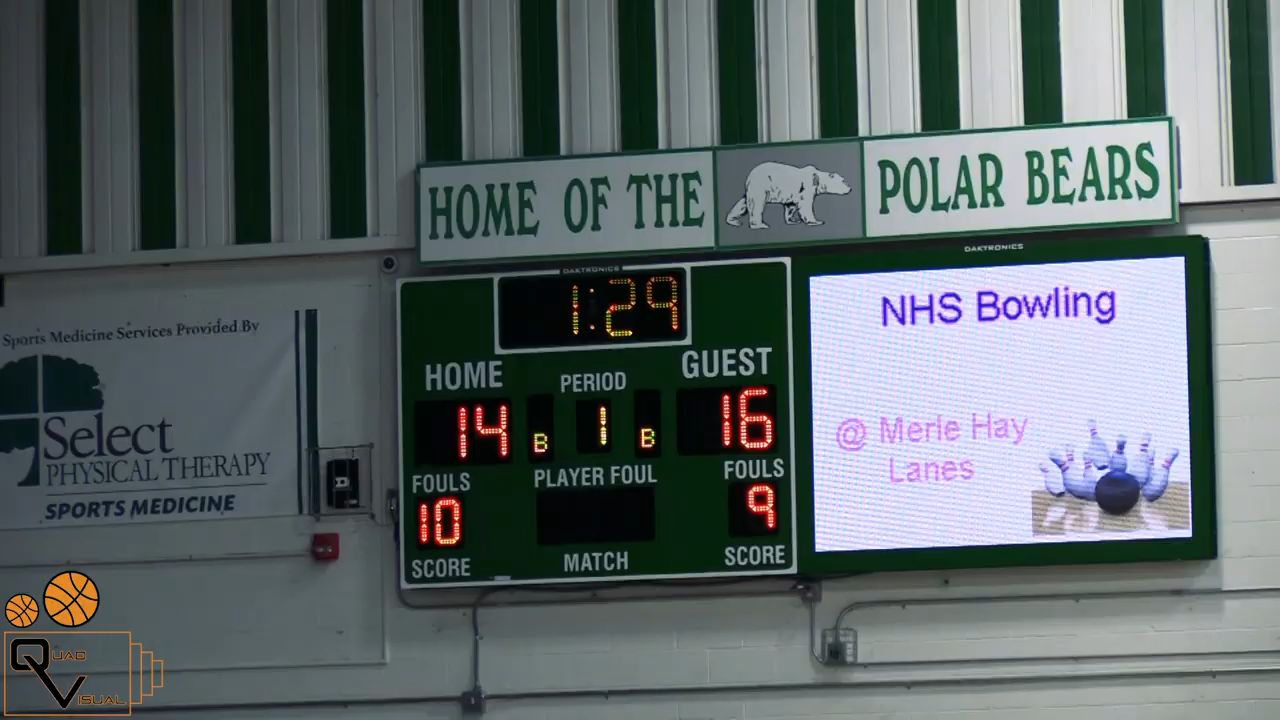 HOME OF THE POLAR BEARS
DAKTRONICS
DAKTRONICS
1:29
HOME
PERIOD
GUEST
14
B
1
B
16
FOULS
PLAYER FOUL
FOULS
10
9
SCORE
MATCH
SCORE
NHS Bowling
@ Merle Hay
Lanes
Sports Medicine Services Provided By
Select
PHYSICAL THERAPY
SPORTS MEDICINE
QUAD
VISUAL